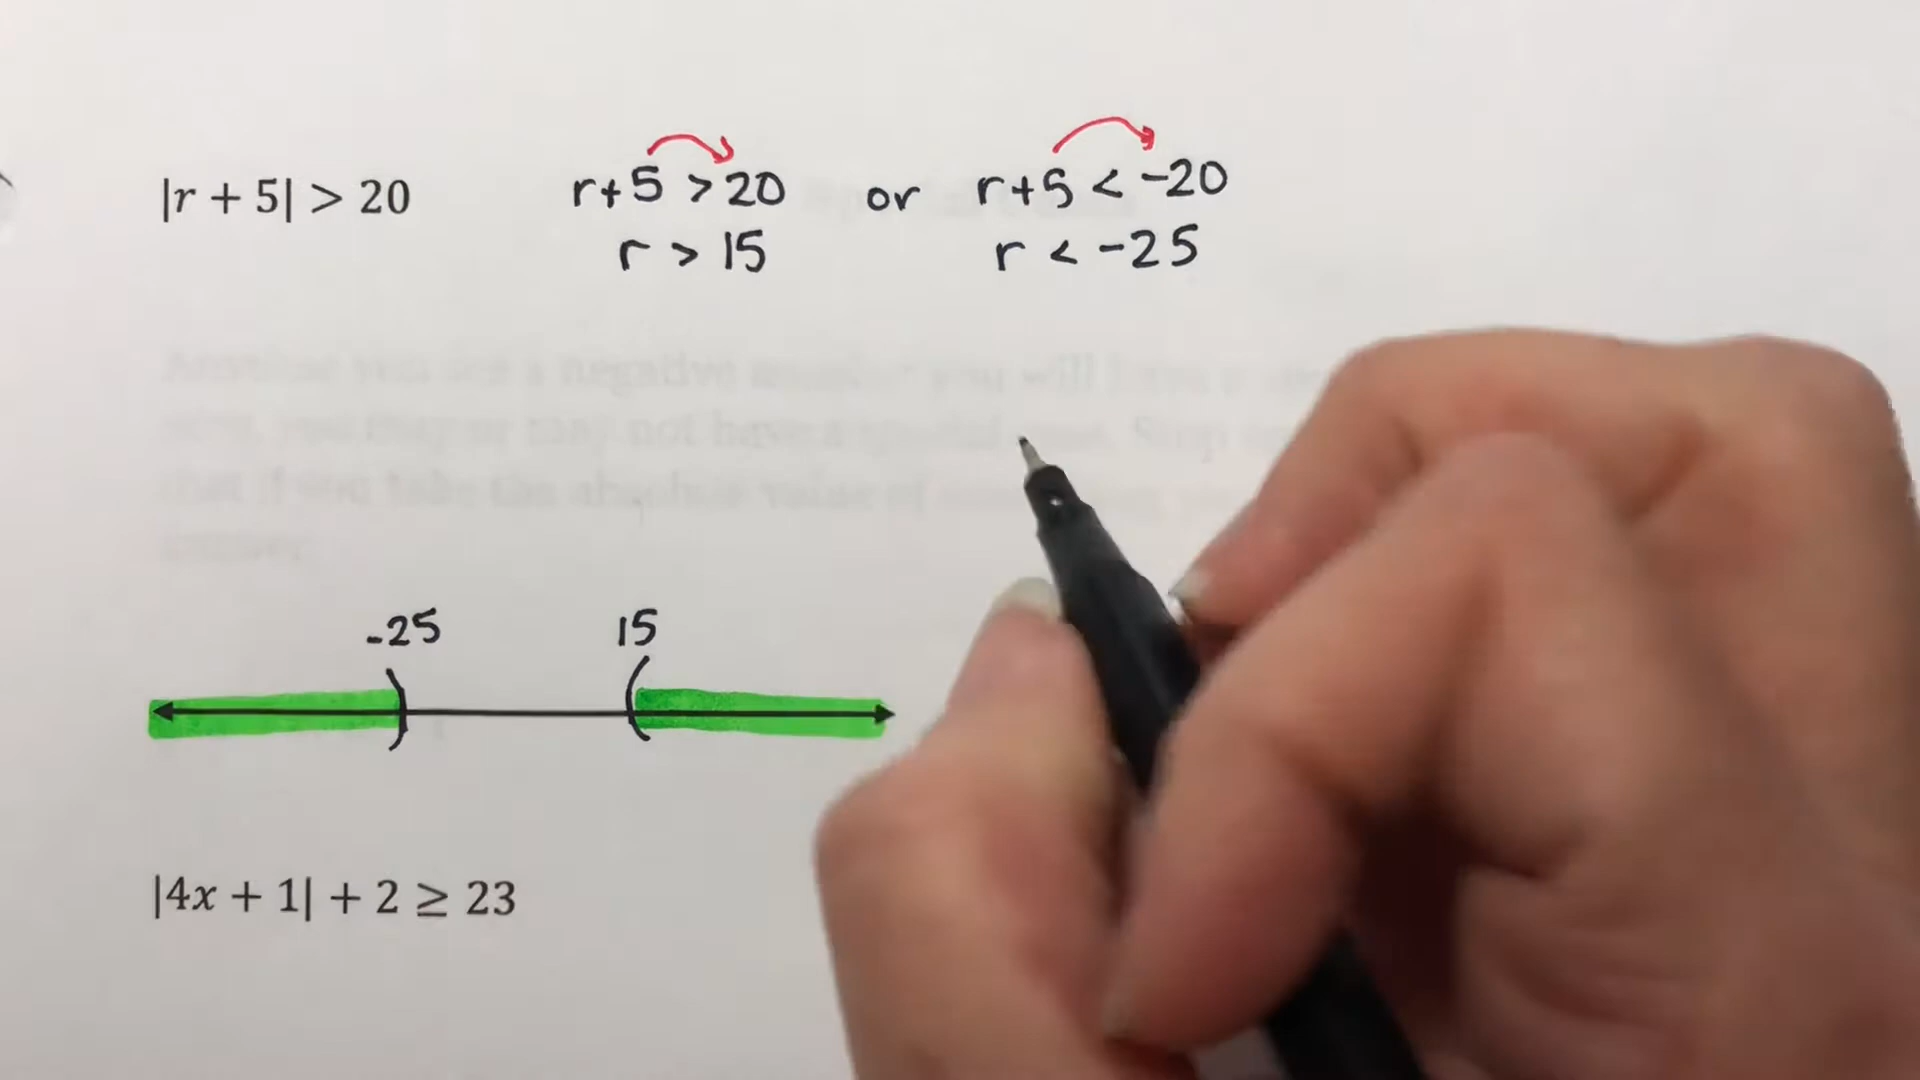 |r + 5| > 20 r+5 >20 or r+5 < -20
r > 15 r < -25
-25 15
|4x + 1| + 2 ≥ 23